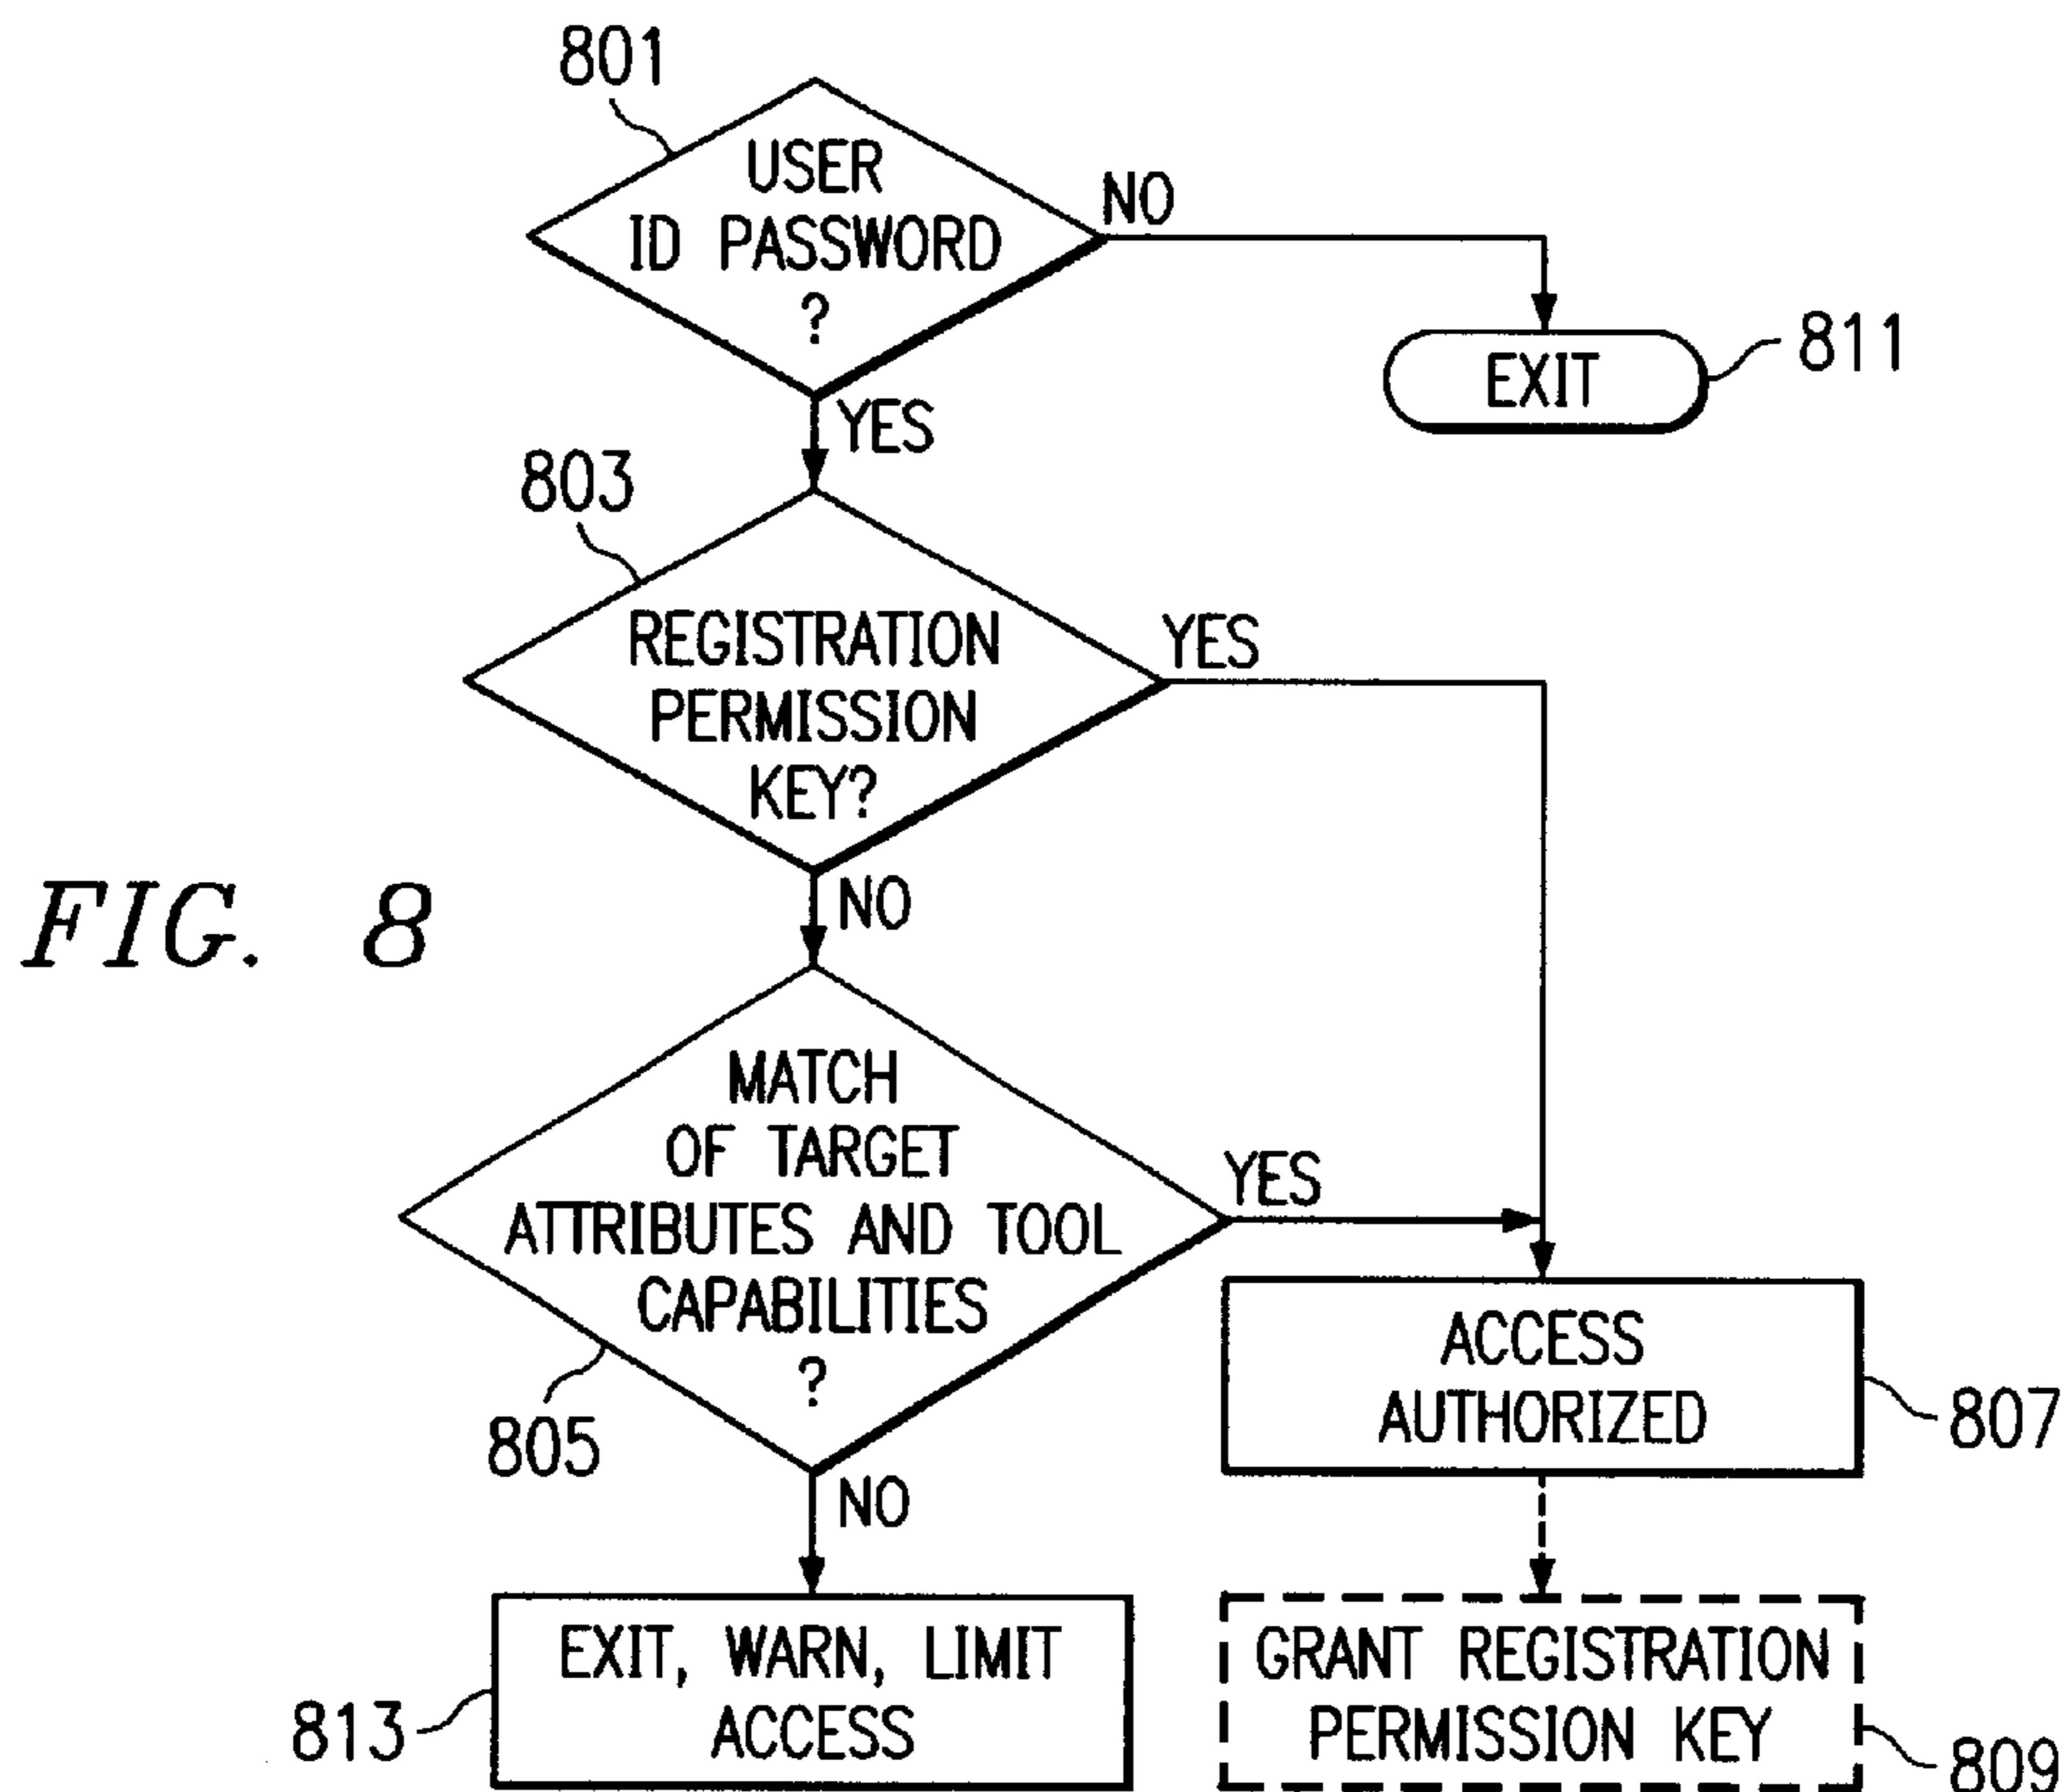 801
USER
ID PASSWORD
?
NO
EXIT
811
YES
803
REGISTRATION
PERMISSION
KEY?
YES
NO
FIG. 8
MATCH
OF TARGET
ATTRIBUTES AND TOOL
CAPABILITIES
?
YES
805
NO
ACCESS
AUTHORIZED
807
EXIT, WARN, LIMIT
ACCESS
813
GRANT REGISTRATION
PERMISSION KEY
809